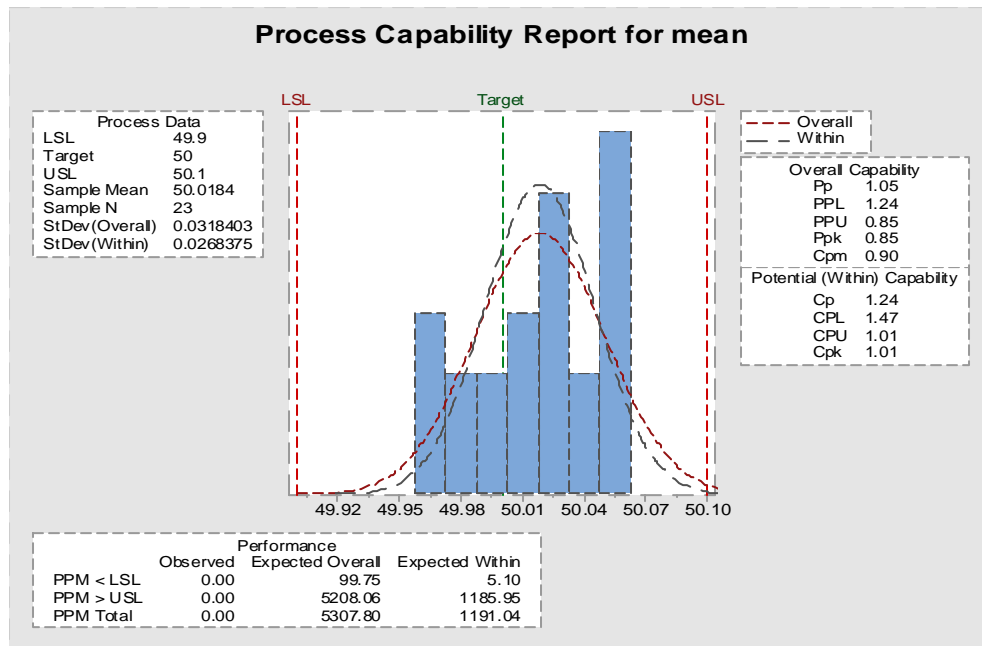 Process Capability Report for mean
LSL Target USL
Process Data
LSL 49.9
Target 50
USL 50.1
Sample Mean 50.0184
Sample N 23
StDev(Overall) 0.0318403
StDev(Within) 0.0268375
Overall
Within
Overall Capability
Pp 1.05
PPL 1.24
PPU 0.85
Ppk 0.85
Cpm 0.90
Potential (Within) Capability
Cp 1.24
CPL 1.47
CPU 1.01
Cpk 1.01
49.92 49.95 49.98 50.01 50.04 50.07 50.10
Performance
Observed Expected Overall Expected Within
PPM < LSL 0.00 99.75 5.10
PPM > USL 0.00 5208.06 1185.95
PPM Total 0.00 5307.80 1191.04